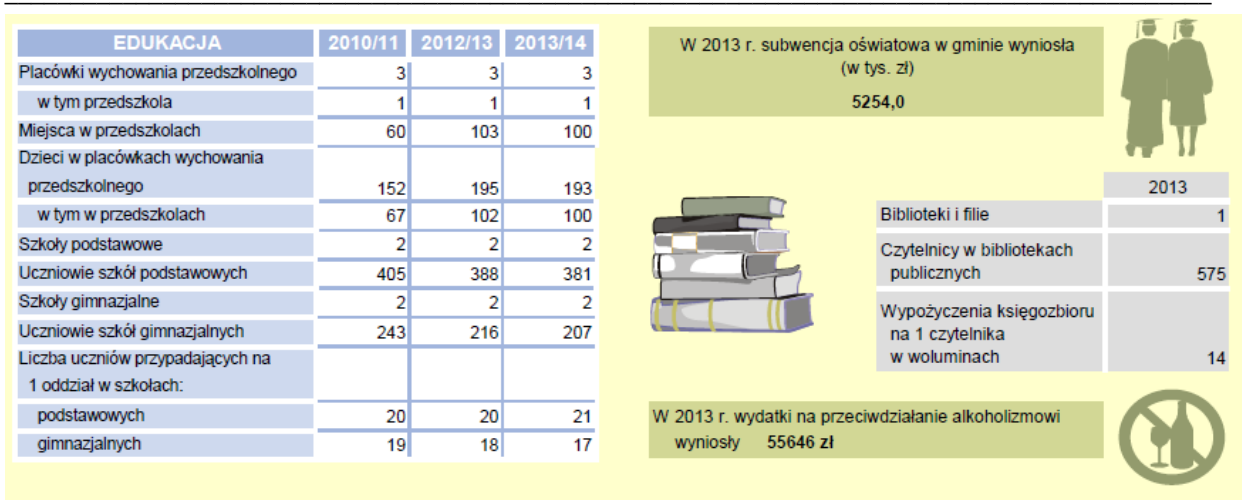 EDUKACJA 2010/11 2012/13 2013/14
Placówki wychowania przedszkolnego 3 3 3
w tym przedszkola 1 1 1
Miejsca w przedszkolach 60 103 100
Dzieci w placówkach wychowania
przedszkolnego 152 195 193
w tym w przedszkolach 67 102 100
Szkoły podstawowe 2 2 2
Uczniowie szkół podstawowych 405 388 381
Szkoły gimnazjalne 2 2 2
Uczniowie szkół gimnazjalnych 243 216 207
Liczba uczniów przypadających na
1 oddział w szkołach:
podstawowych 20 20 21
gimnazjalnych 19 18 17
W 2013 r. subwencja oświatowa w gminie wyniosła
(w tys. zł)
5254,0
2013
Biblioteki i filie 1
Czytelnicy w bibliotekach
publicznych 575
Wypożyczenia księgozbioru
na 1 czytelnika
w woluminach 14
W 2013 r. wydatki na przeciwdziałanie alkoholizmowi
wyniosły 55646 zł